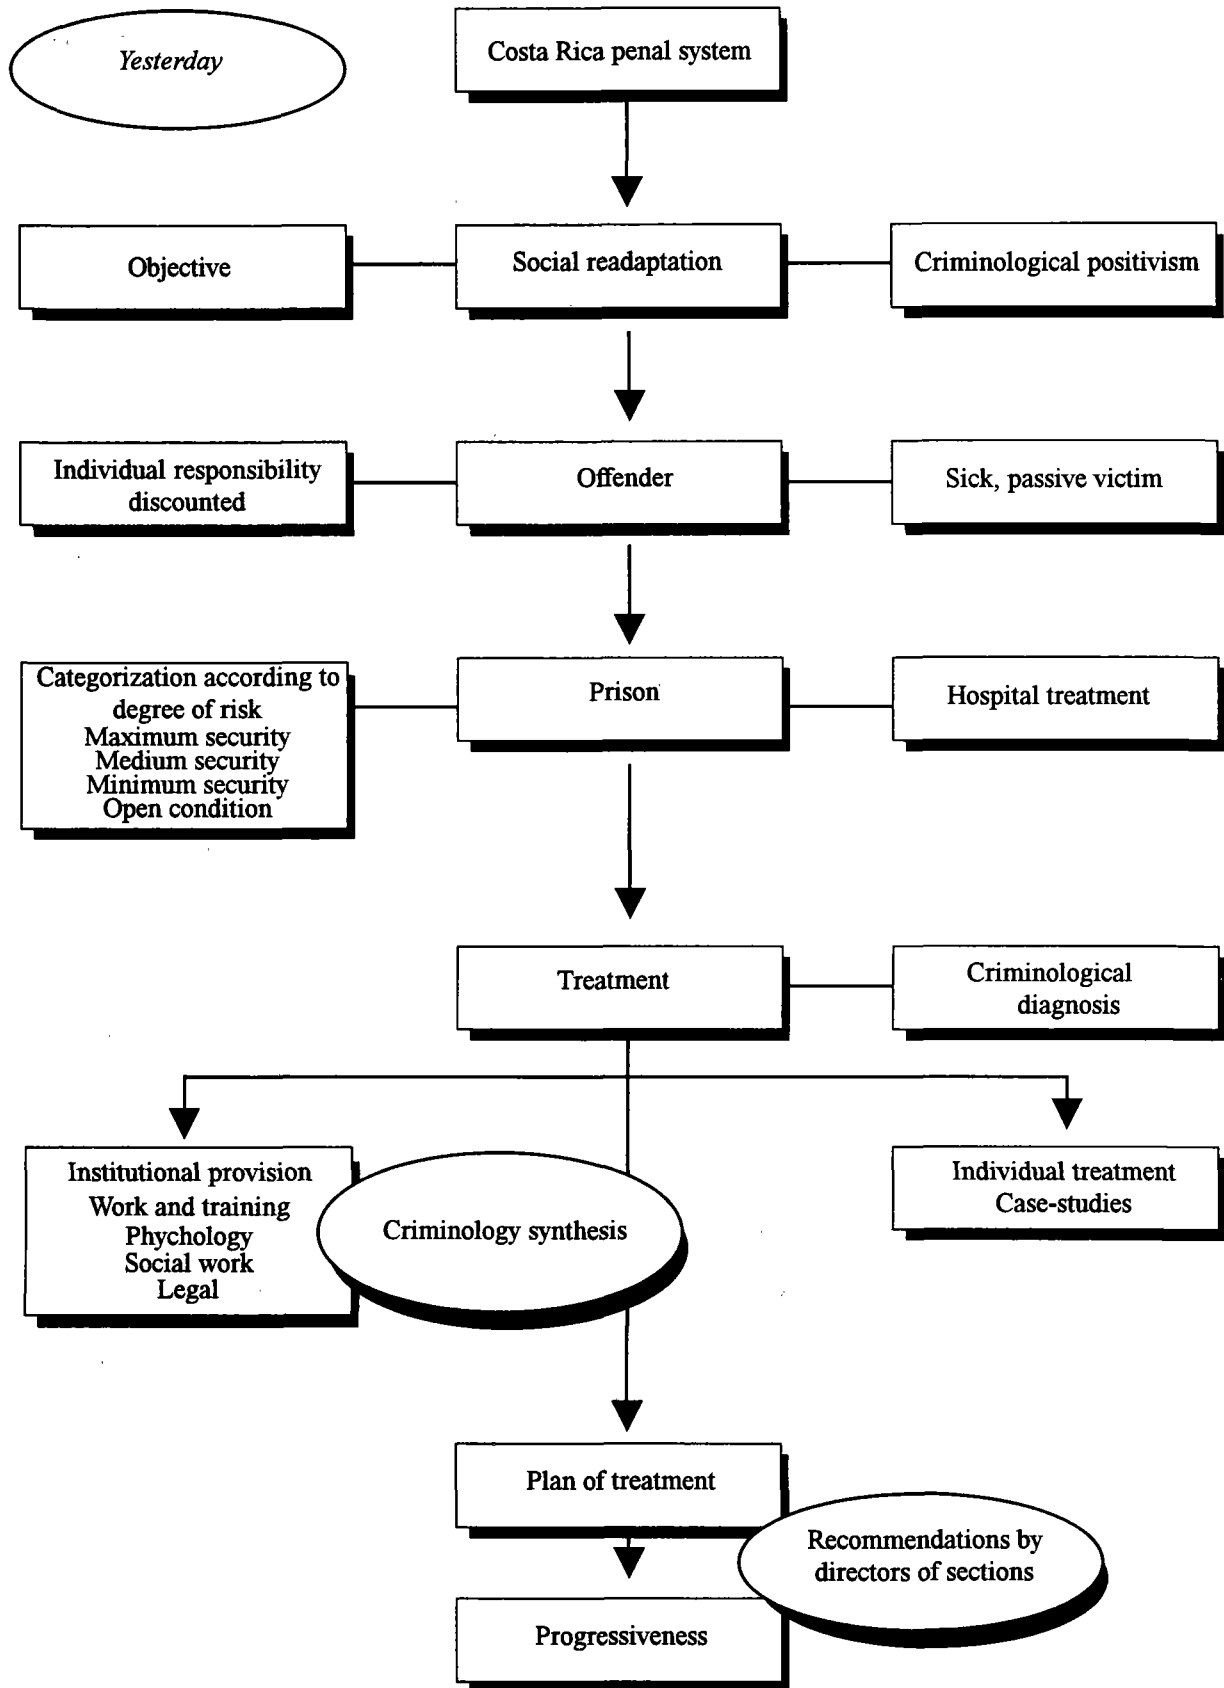 Yesterday
Costa Rica penal system
Objective
Social readaptation
Criminological positivism
Individual responsibility
discounted
Offender
Sick, passive victim
Categorization according to
degree of risk
Maximum security
Medium security
Minimum security
Open condition
Prison
Hospital treatment
Treatment
Criminological
diagnosis
Institutional provision
Work and training
Phychology
Social work
Legal
Criminology synthesis
Individual treatment
Case-studies
Plan of treatment
Recommendations by
directors of sections
Progressiveness